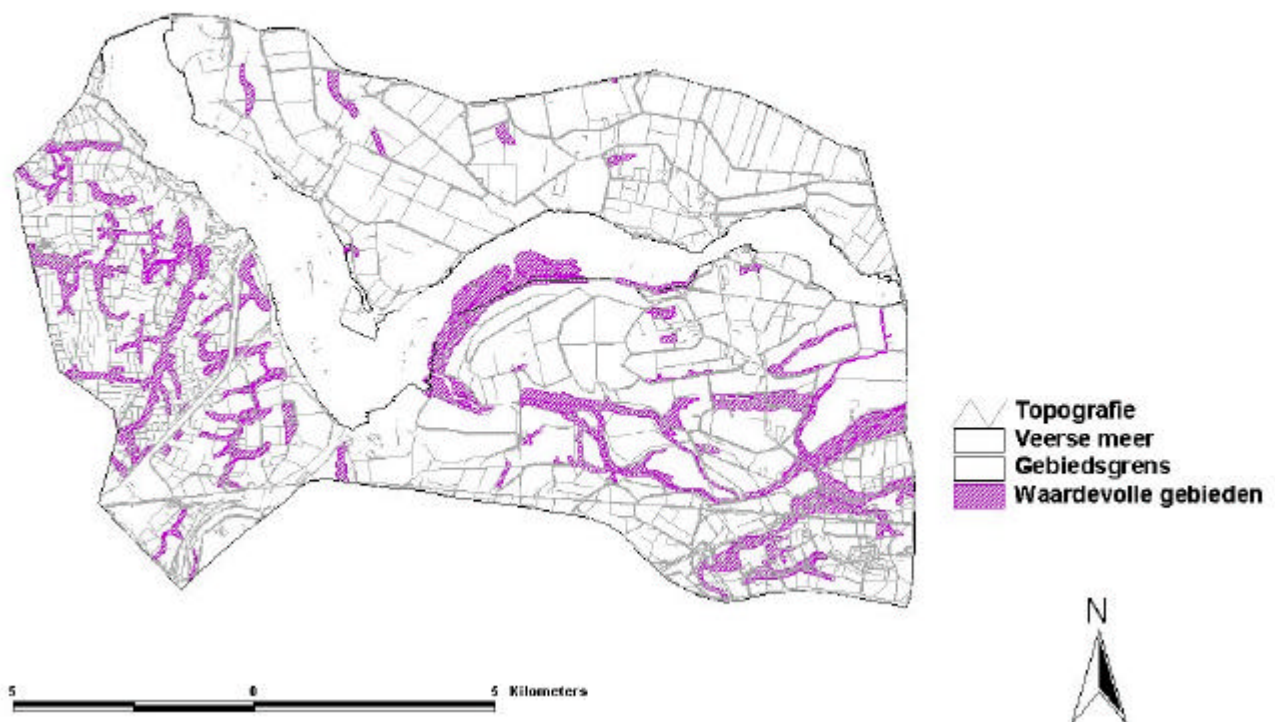 Topografie
Veerse meer
Gebiedsgrens
Waardevolle gebieden
N
5 0 5 Kilometers